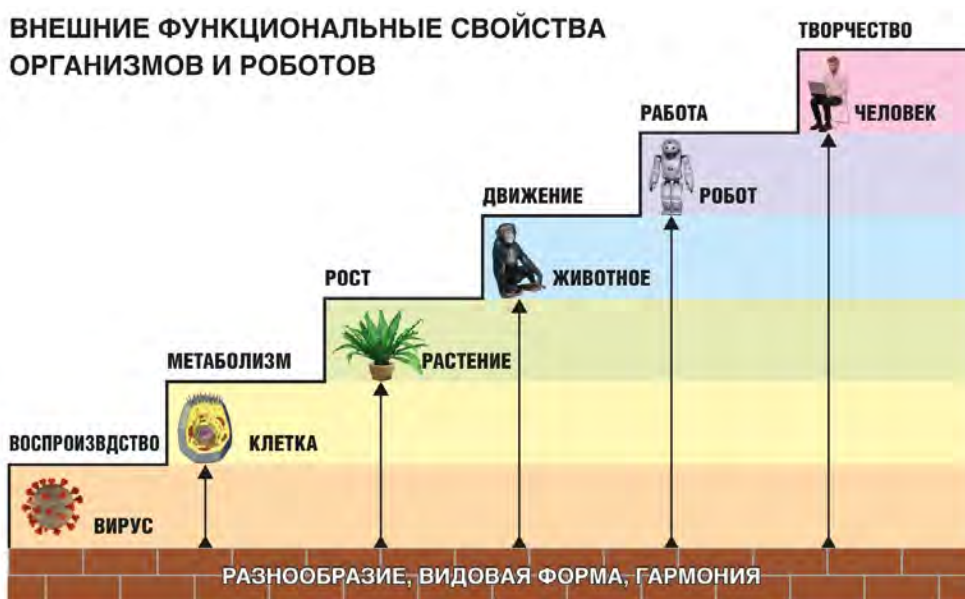 ВНЕШНИЕ ФУНКЦИОНАЛЬНЫЕ СВОЙСТВА
ОРГАНИЗМОВ И РОБОТОВ
ТВОРЧЕСТВО
ЧЕЛОВЕК
РАБОТА
РОБОТ
ДВИЖЕНИЕ
ЖИВОТНОЕ
РОСТ
РАСТЕНИЕ
МЕТАБОЛИЗМ
КЛЕТКА
ВОСПРОИЗВДСТВО
ВИРУС
РАЗНООБРАЗИЕ, ВИДОВАЯ ФОРМА, ГАРМОНИЯ